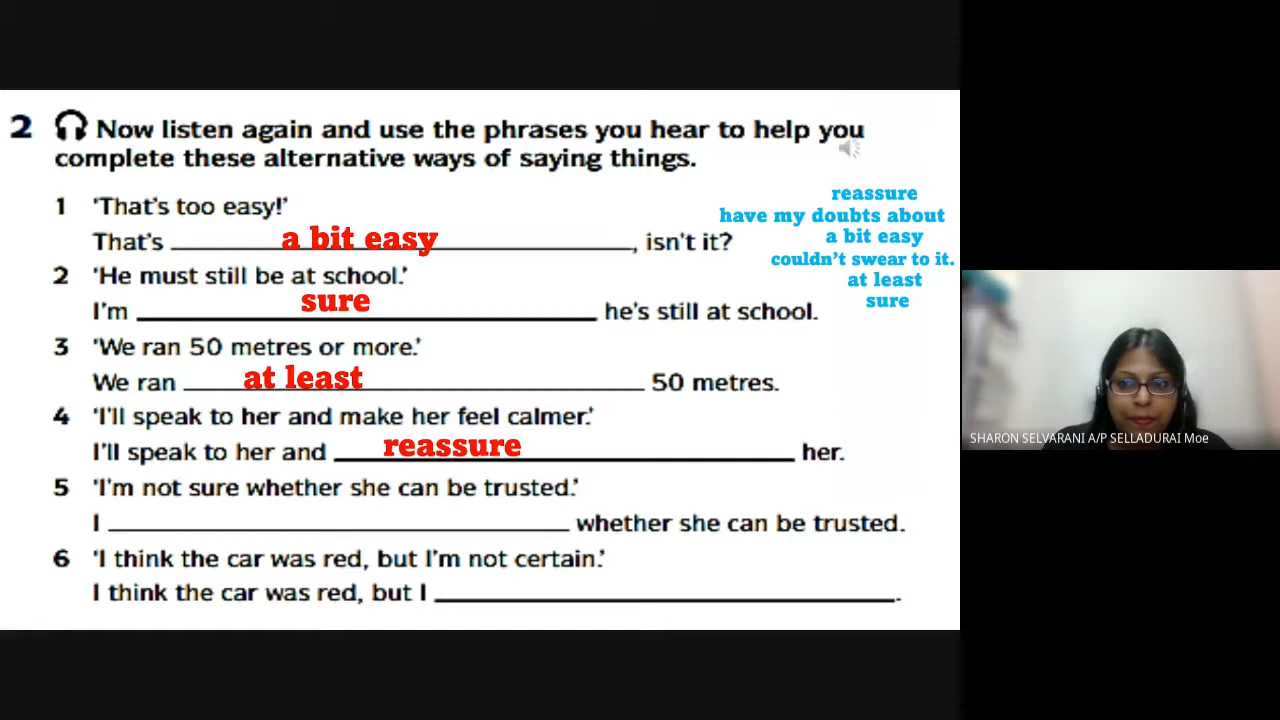 2 Now listen again and use the phrases you hear to help you
complete these alternative ways of saying things.
1 'That's too easy!'
That's a bit easy, isn't it?
2 'He must still be at school.'
I'm sure he's still at school.
3 'We ran 50 metres or more.'
We ran at least 50 metres.
4 'I'll speak to her and make her feel calmer.'
I'll speak to her and reassure her.
5 'I'm not sure whether she can be trusted.'
I ____ whether she can be trusted.
6 'I think the car was red, but I'm not certain.'
I think the car was red, but I ____.
reassure
have my doubts about
a bit easy
couldn't swear to it.
at least
sure
SHARON SELVARANI A/P SELLADURAI Moe